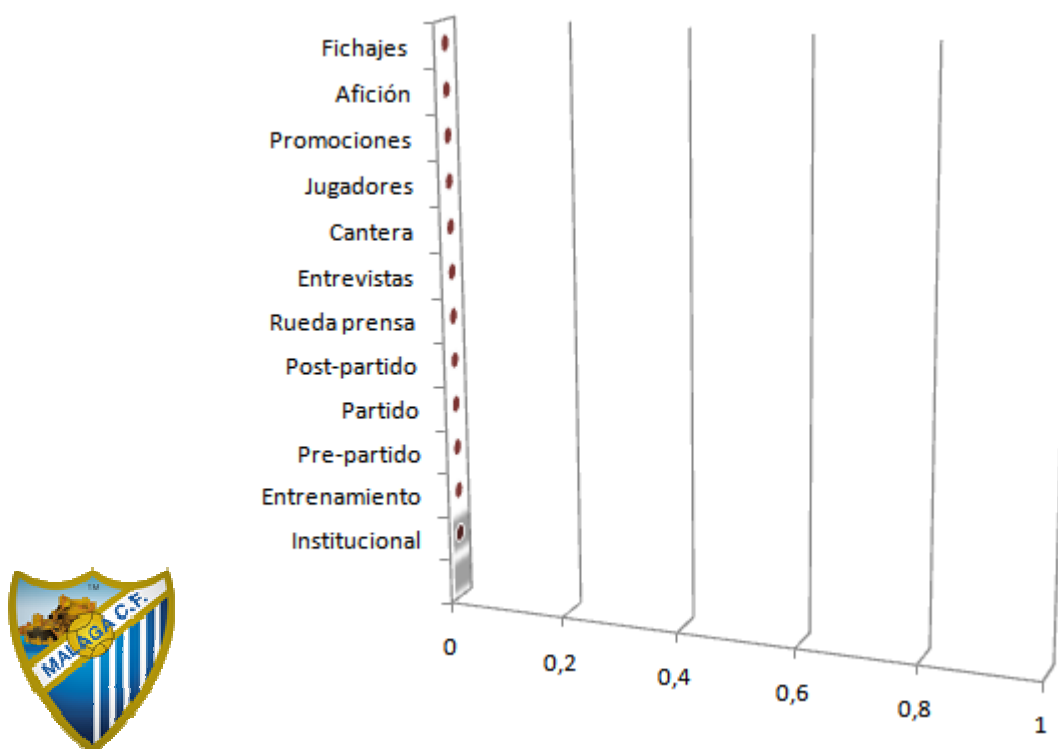 Fichajes
Afición
Promociones
Jugadores
Cantera
Entrevistas
Rueda prensa
Post-partido
Partido
Pre-partido
Entrenamiento
Institucional
0
0,2
0,4
0,6
0,8
1
TM
MALAGA C.F.